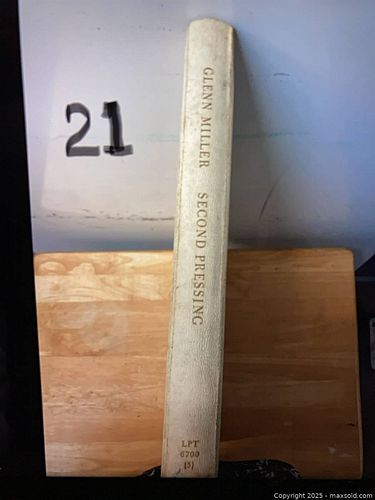 21
GLENN MILLER SECOND PRESSING
LPT
6700
[5]
Copyright © 2025 - maxsold.com